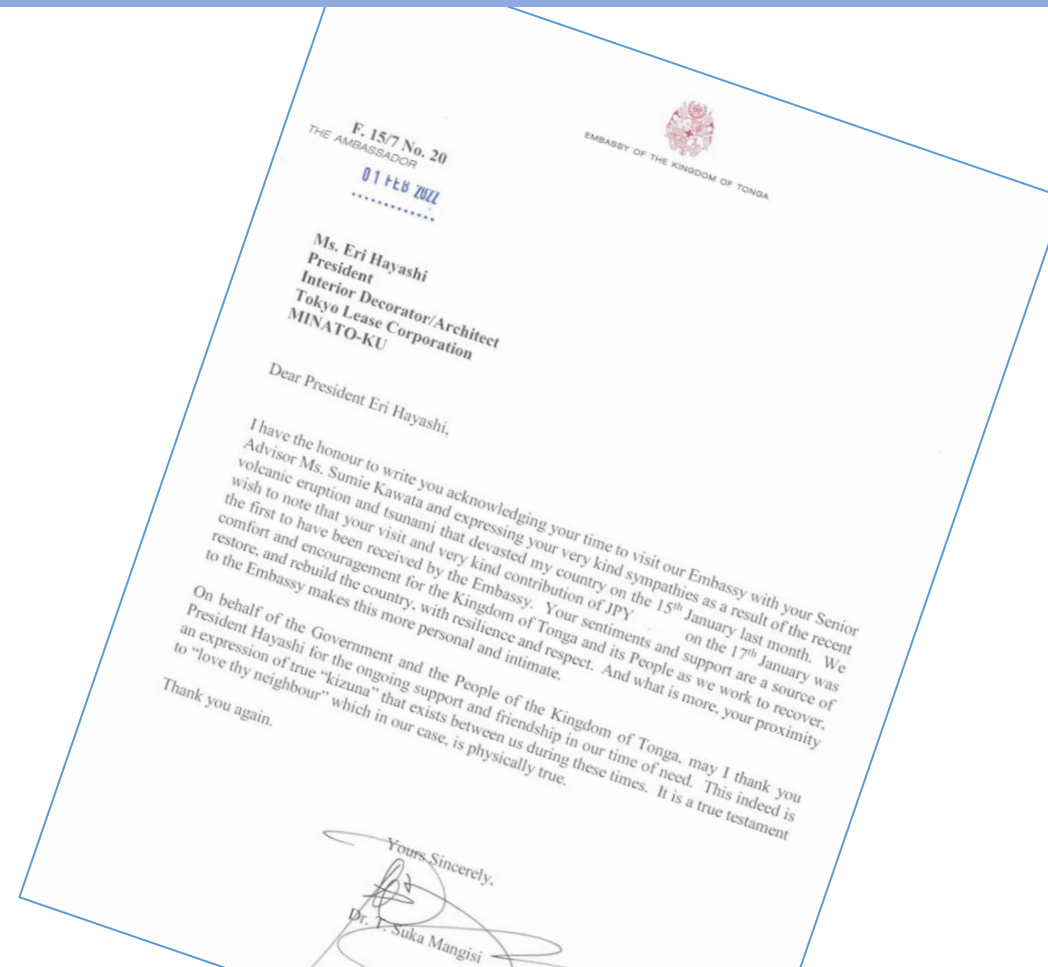 EMBASSY OF THE KINGDOM OF TONGA
F. 15/7 No. 20
THE AMBASSADOR
01 FEB 2022
Ms. Eri Hayashi
President
Interior Decorator/Architect
Tokyo Lease Corporation
MINATO-KU
Dear President Eri Hayashi,
I have the honour to write you acknowledging your time to visit our Embassy with your Senior
Advisor Ms. Sumie Kawata and expressing your very kind sympathies as a result of the recent
volcanic eruption and tsunami that devasted my country on the 15th January last month. We
wish to note that your visit and very kind contribution of JPY on the 17th January was
the first to have been received by the Embassy. Your sentiments and support are a source of
comfort and encouragement for the Kingdom of Tonga and its People as we work to recover,
restore, and rebuild the country, with resilience and respect. And what is more, your proximity
to the Embassy makes this more personal and intimate.
On behalf of the Government and the People of the Kingdom of Tonga, may I thank you
President Hayashi for the ongoing support and friendship in our time of need. This indeed is
an expression of true “kizuna” that exists between us during these times. It is a true testament
to “love thy neighbour” which in our case, is physically true.
Thank you again.
Yours Sincerely,
Dr. T. Suka Mangisi